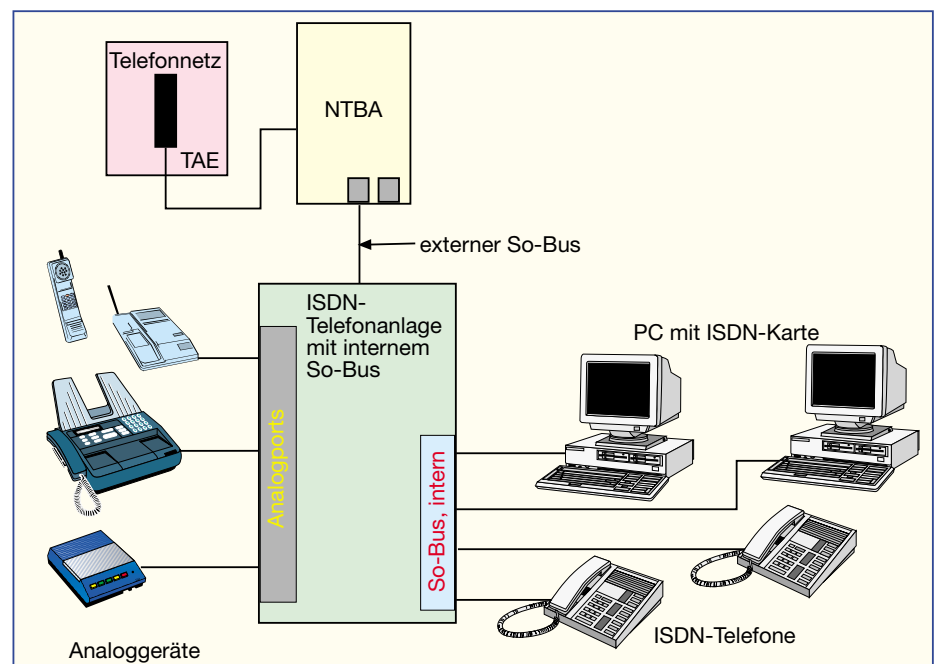 Telefonnetz
TAE
NTBA
externer So-Bus
ISDN-
Telefonanlage
mit internem
So-Bus
Analogports
So-Bus, intern
PC mit ISDN-Karte
ISDN-Telefone
Analoggeräte